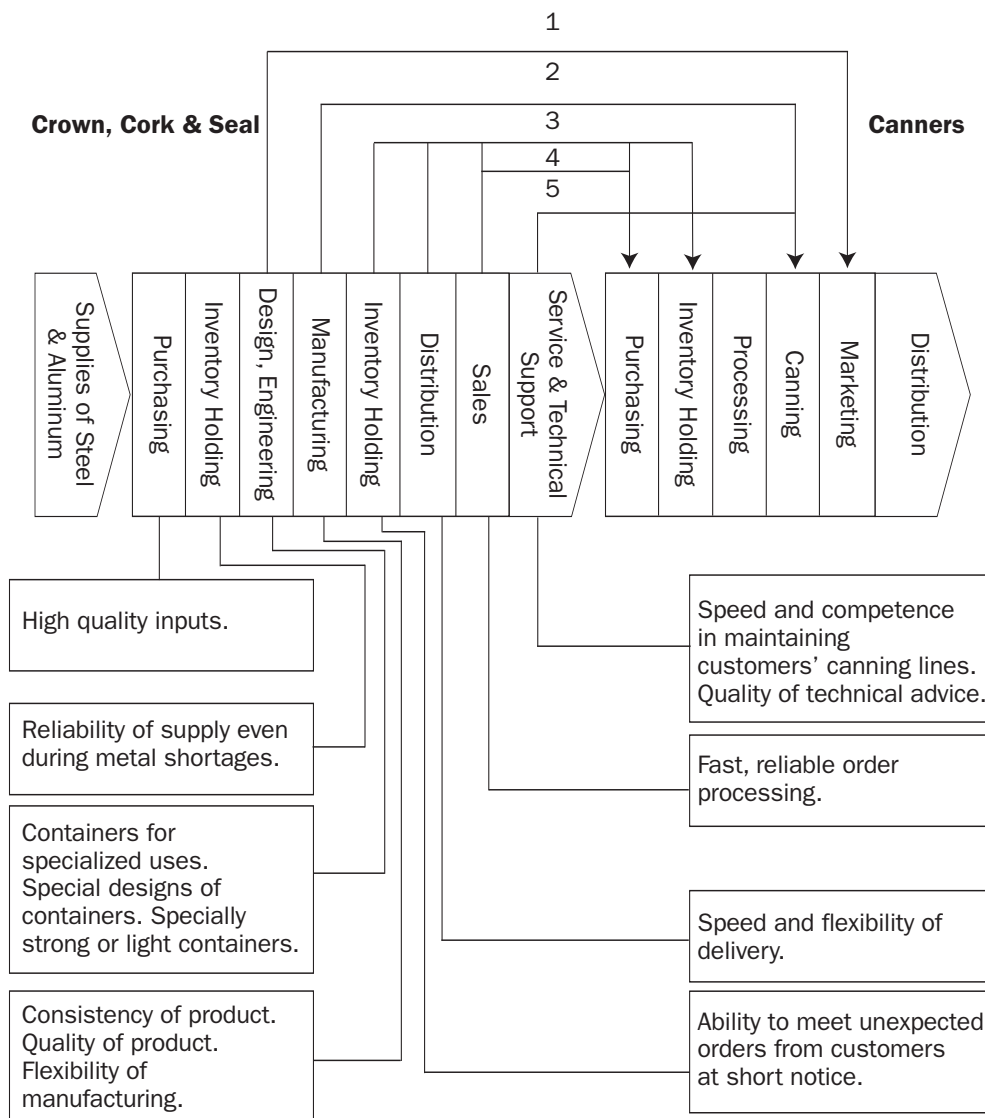 1
2
Crown, Cork & Seal
3
Canners
4
5
Supplies of Steel
& Aluminum
Purchasing
Inventory Holding
Design, Engineering
Manufacturing
Inventory Holding
Distribution
Sales
Service & Technical
Support
Purchasing
Inventory Holding
Processing
Canning
Marketing
Distribution
High quality inputs.
Reliability of supply even
during metal shortages.
Containers for
specialized uses.
Special designs of
containers. Specially
strong or light containers.
Consistency of product.
Quality of product.
Flexibility of
manufacturing.
Speed and competence
in maintaining
customers’ canning lines.
Quality of technical advice.
Fast, reliable order
processing.
Speed and flexibility of
delivery.
Ability to meet unexpected
orders from customers
at short notice.